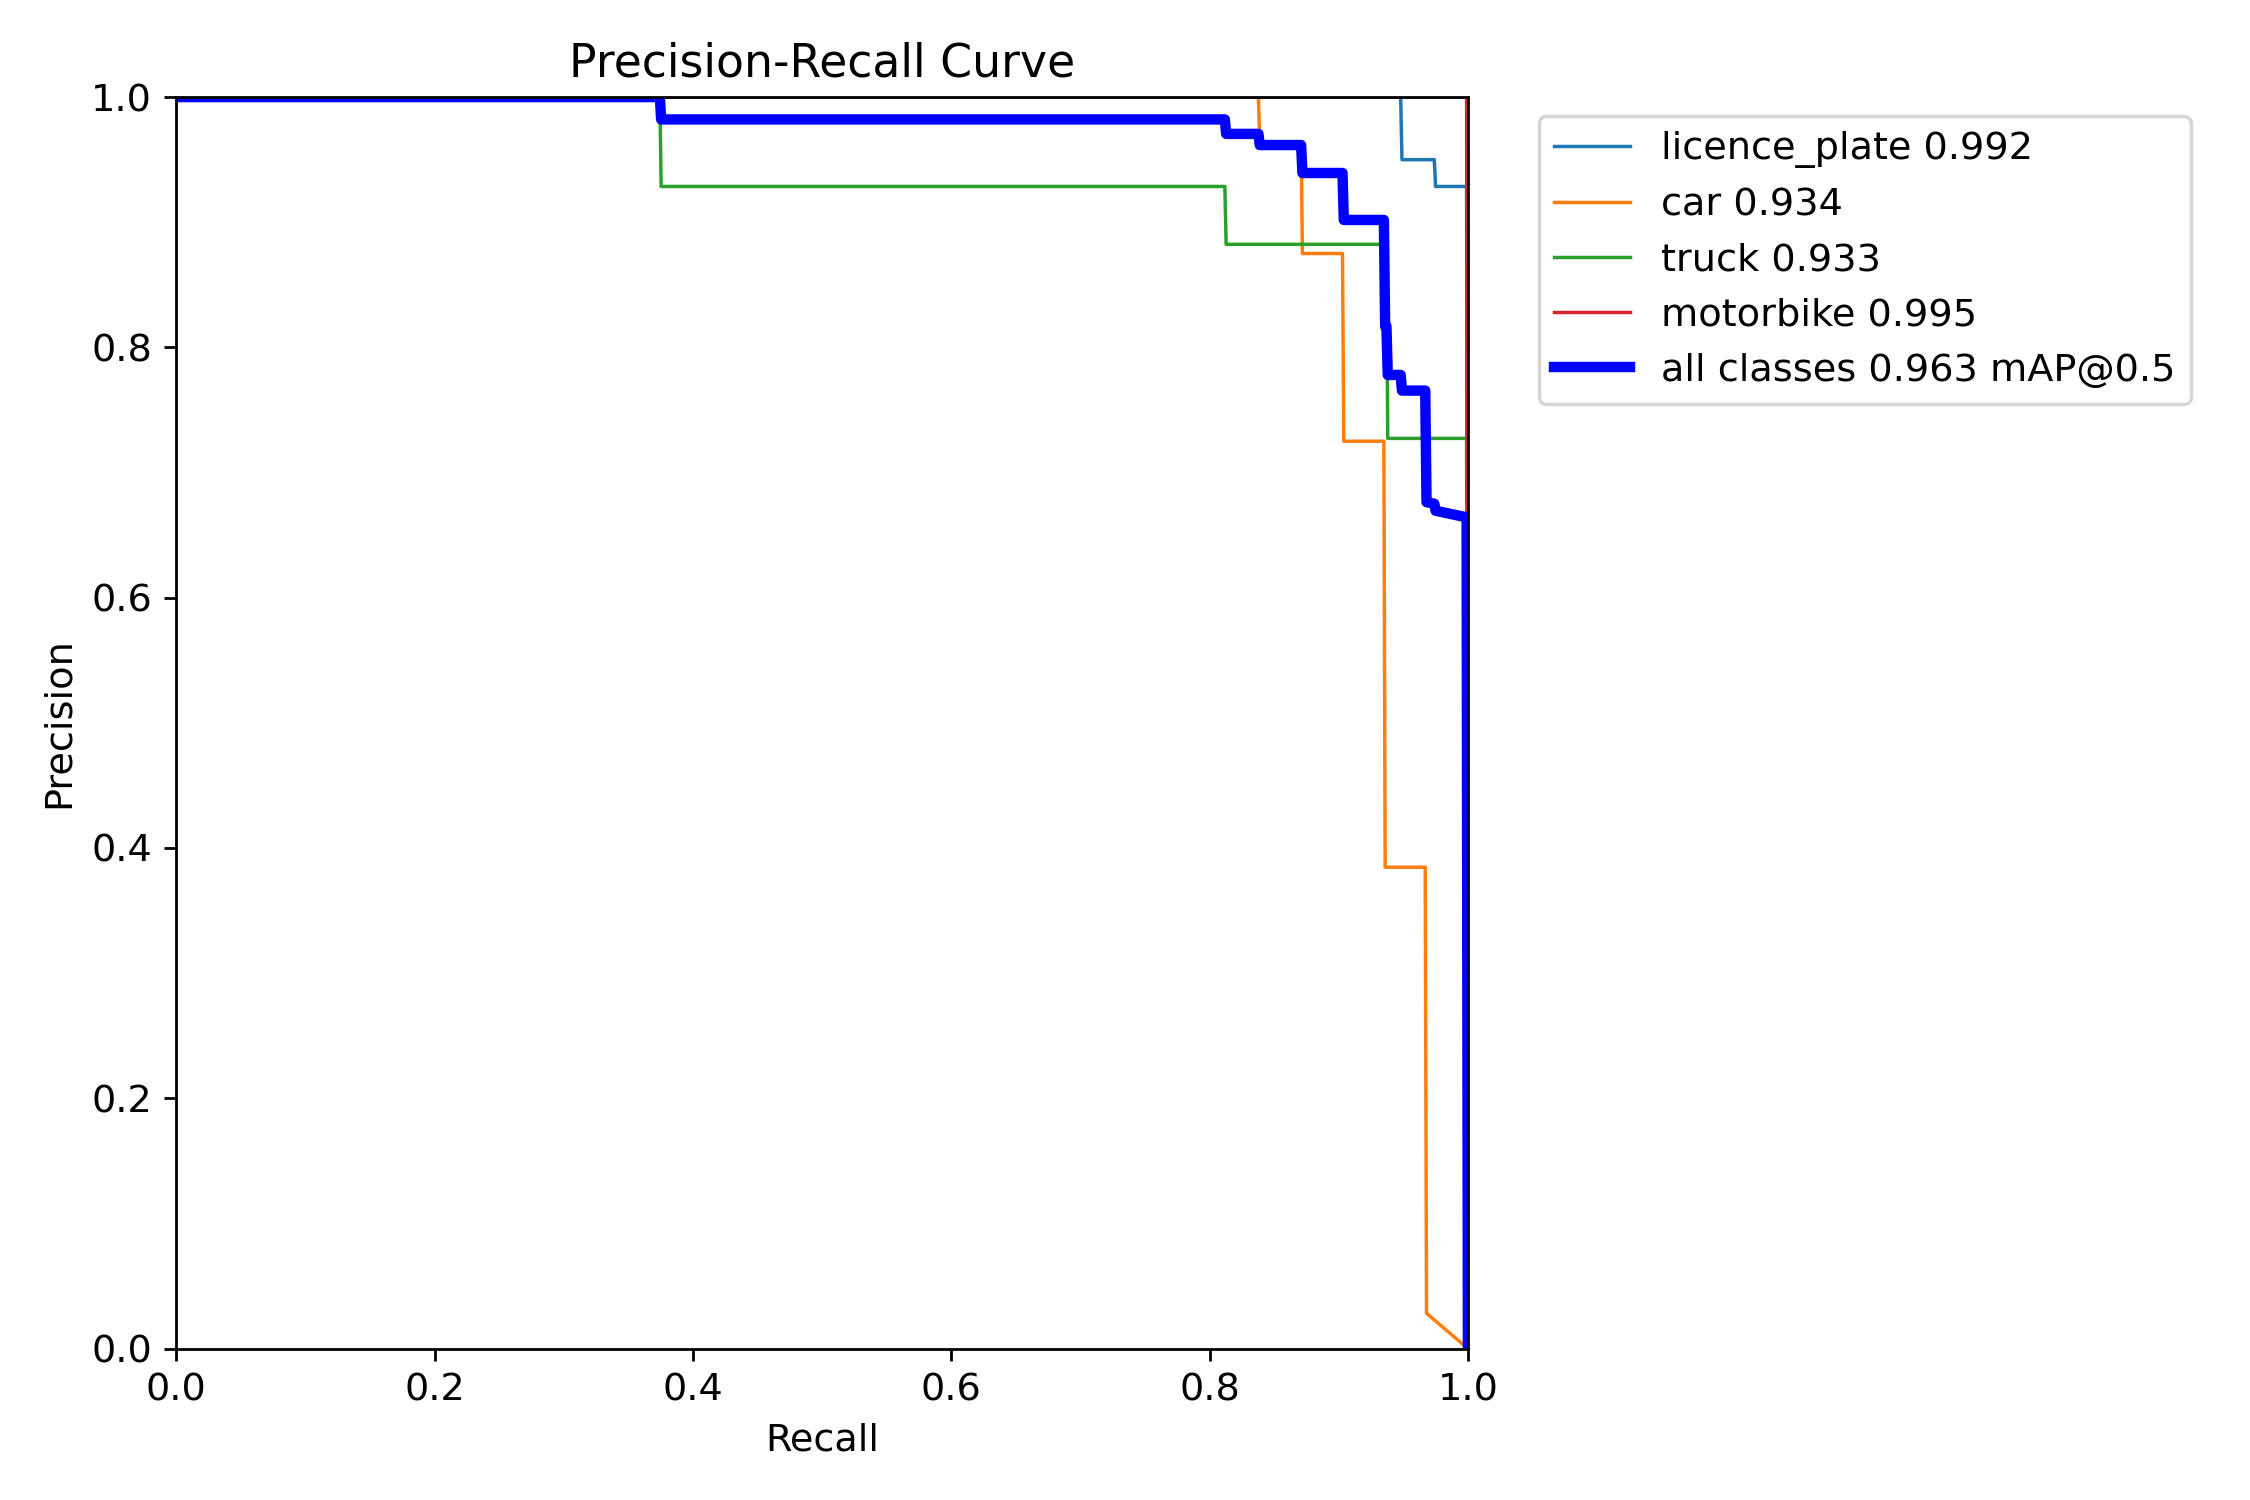 Precision-Recall Curve
1.0
0.8
0.6
0.4
0.2
0.0
Precision
0.0 0.2 0.4 0.6 0.8 1.0
Recall
licence_plate 0.992
car 0.934
truck 0.933
motorbike 0.995
all classes 0.963 mAP@0.5